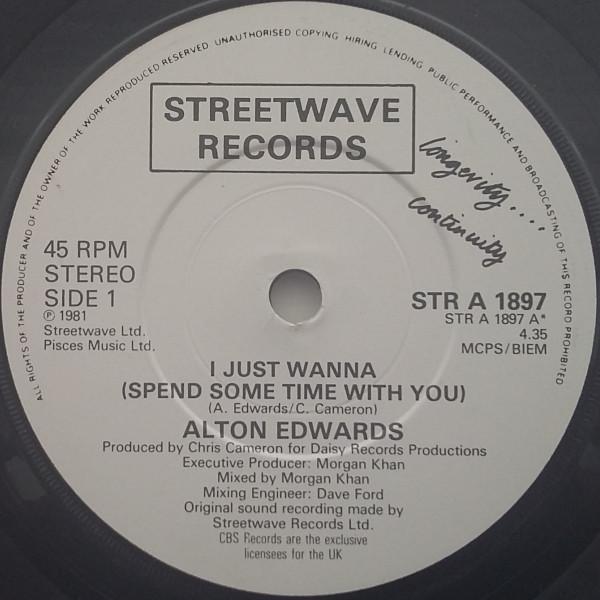 ALL RIGHTS OF THE PRODUCER AND OF THE OWNER OF THE WORK REPRODUCED RESERVED UNAUTHORISED COPYING HIRING LENDING PUBLIC PERFORMANCE AND BROADCASTING OF THIS RECORD PROHIBITED
STREETWAVE
RECORDS
longevity....
continuity
45 RPM
STEREO
SIDE 1
℗ 1981
Streetwave Ltd.
Pisces Music Ltd.
STR A 1897
STR A 1897 A*
4.35
MCPS/BIEM
I JUST WANNA
(SPEND SOME TIME WITH YOU)
(A. Edwards/C. Cameron)
ALTON EDWARDS
Produced by Chris Cameron for Daisy Records Productions
Executive Producer: Morgan Khan
Mixed by Morgan Khan
Mixing Engineer: Dave Ford
Original sound recording made by
Streetwave Records Ltd.
CBS Records are the exclusive
licensees for the UK